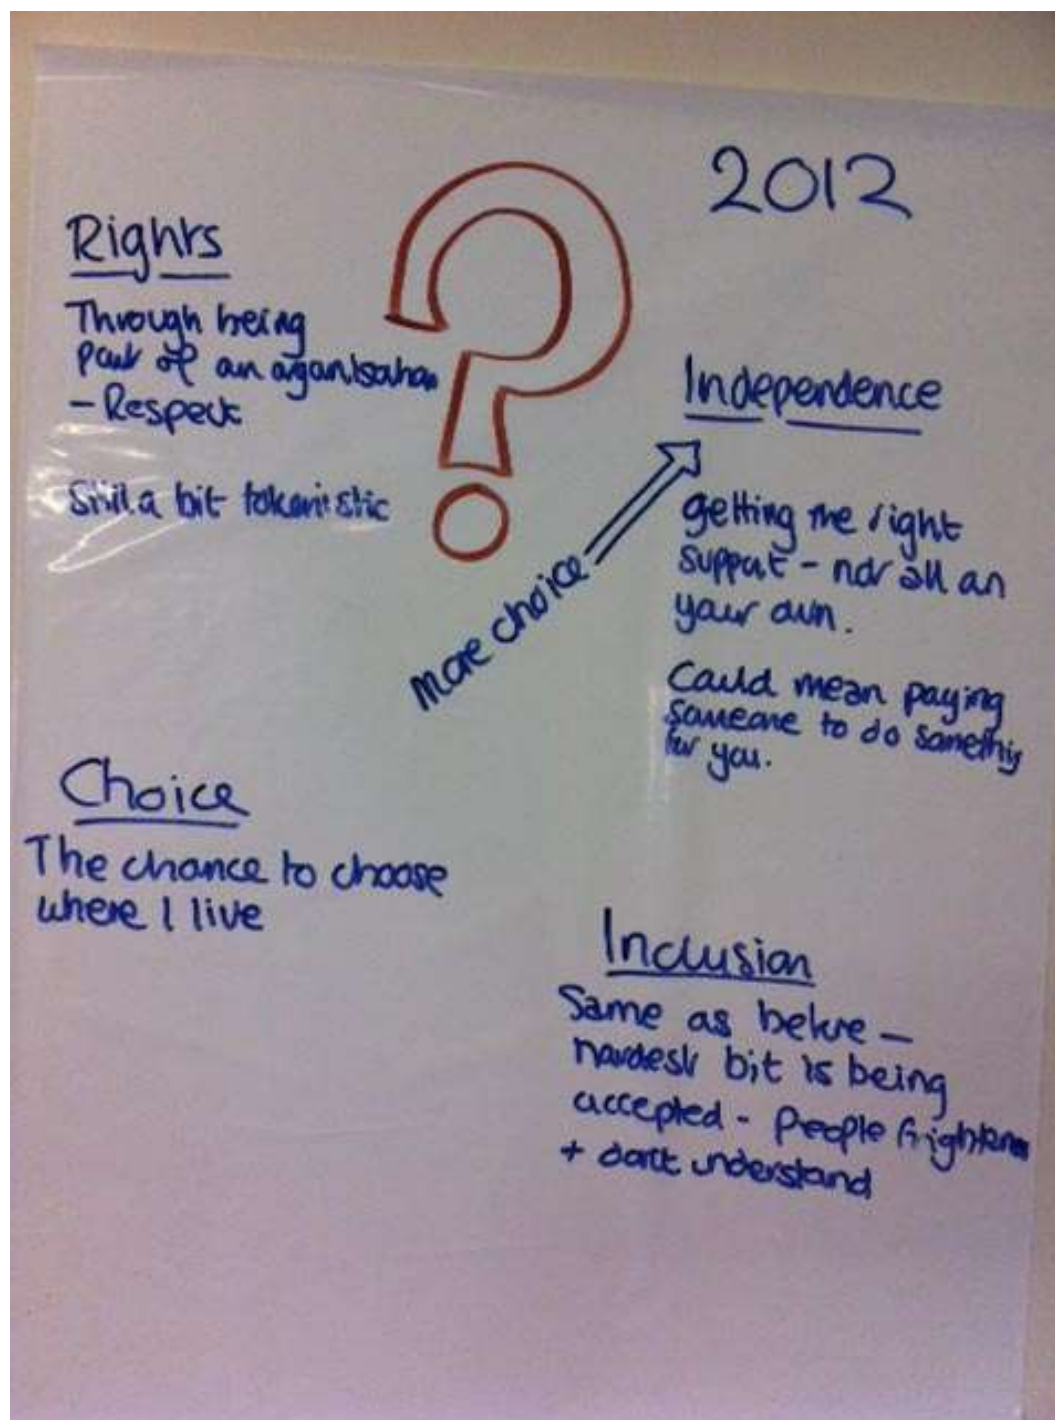 2012
Rights
Through being
part of an organisation
- Respect
Still a bit tokenistic
Independence
getting the right
support - not all on
your own.
Could mean paying
someone to do something
for you.
More choice
Choice
The chance to choose
where I live
Inclusion
Same as before -
hardest bit is being
accepted - People frightened
+ don't understand